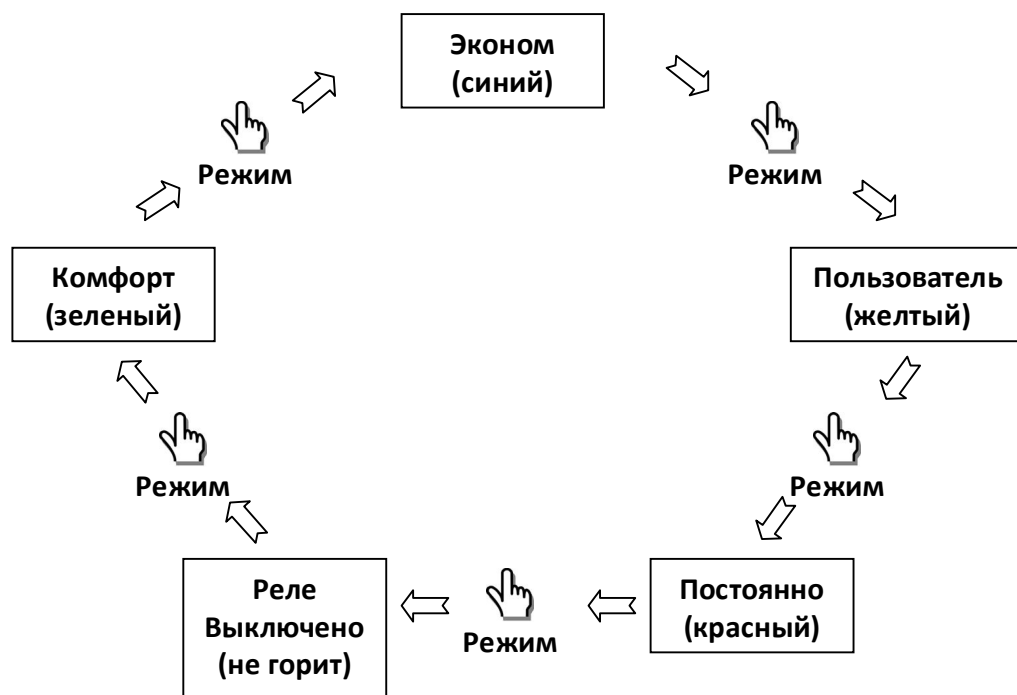 Эконом
(синий)
Режим
Режим
Комфорт
(зеленый)
Пользователь
(желтый)
Режим
Режим
Реле
Выключено
(не горит)
Режим
Постоянно
(красный)